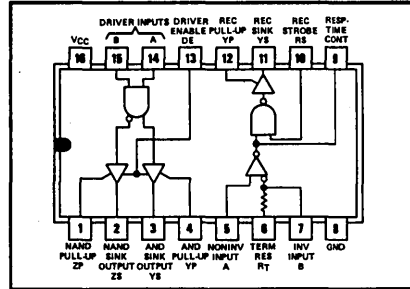 DRIVER INPUTS
DRIVER ENABLE DE
REC PULL-UP YP
REC SINK YS
REC STROBE RS
RESP-TIME CONT
VCC
B
A
16
15
14
13
12
11
10
9
1
2
3
4
5
6
7
8
NAND PULL-UP ZP
NAND SINK OUTPUT ZS
AND SINK OUTPUT YS
AND PULL-UP YP
NONINV INPUT A
TERM RES RT
INV INPUT B
GND